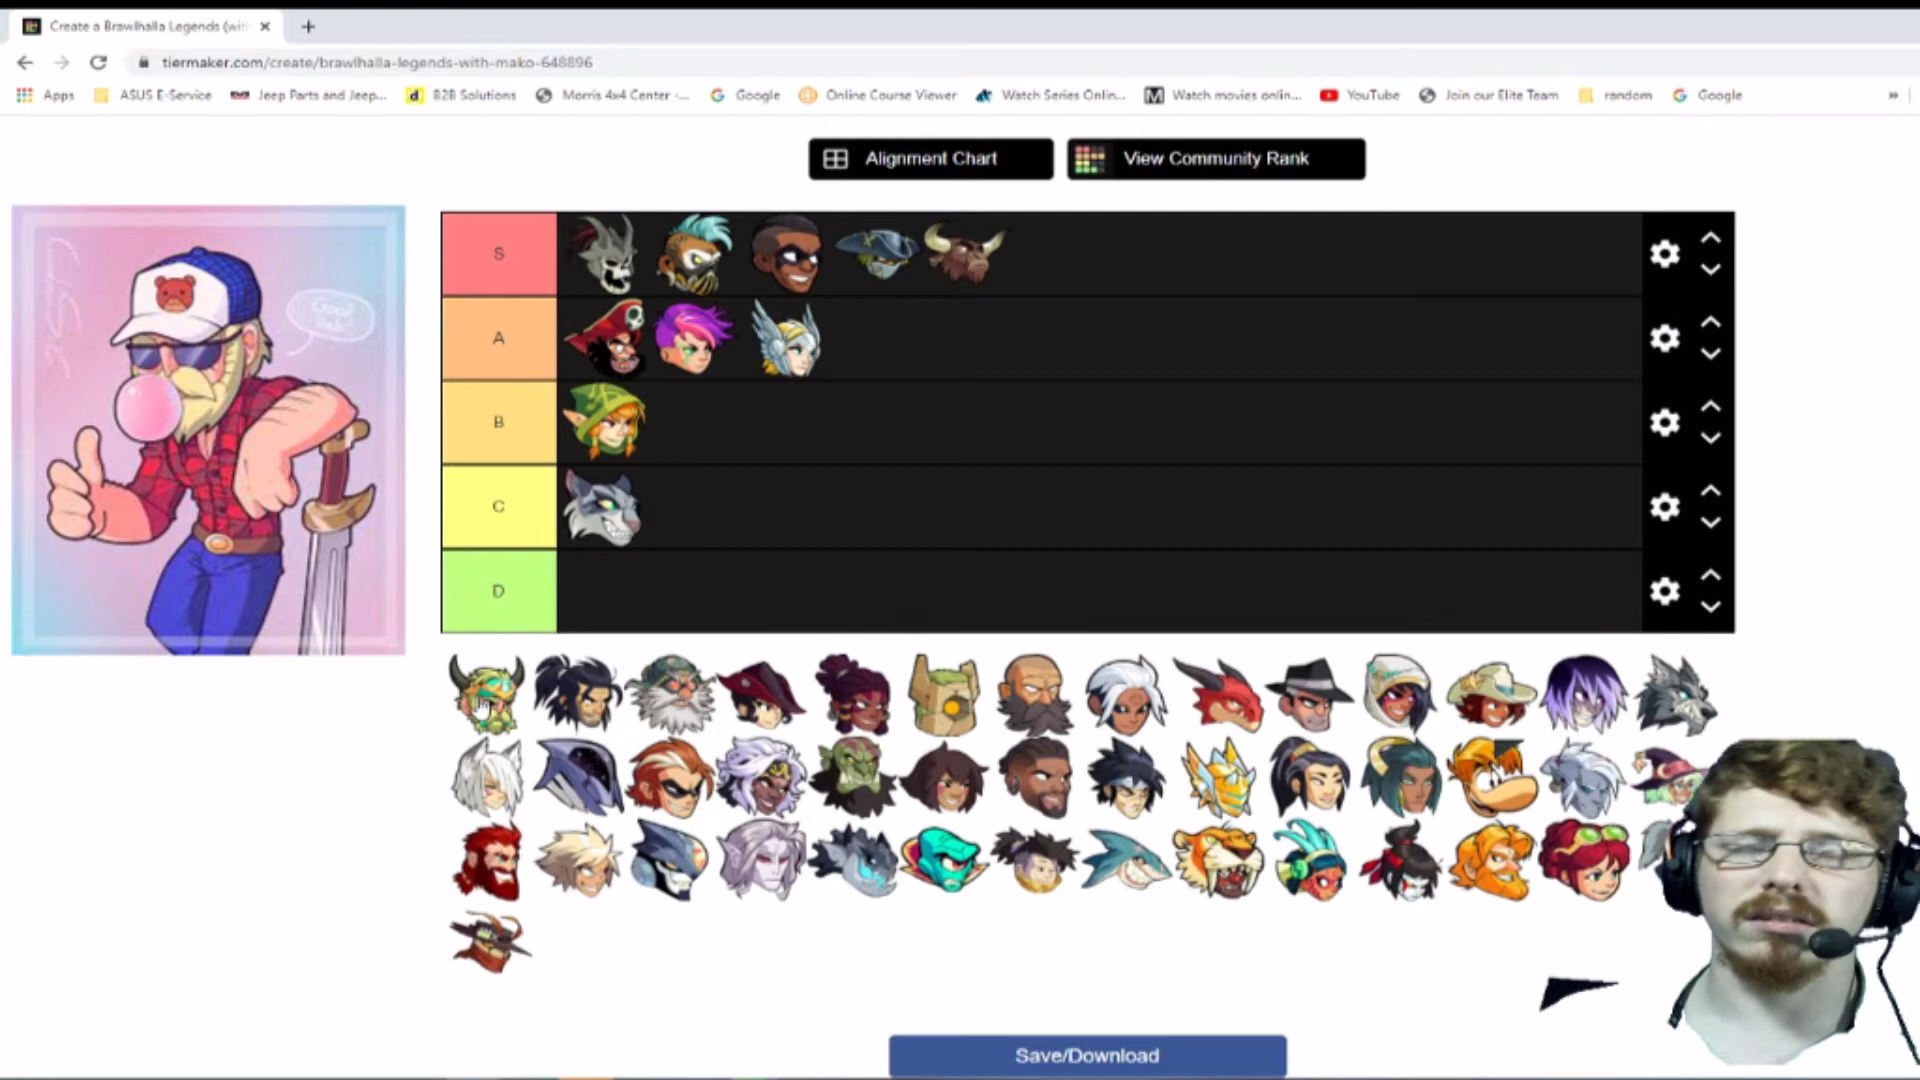 Create a Brawlhalla Legends (wit
tiermaker.com/create/brawlhalla-legends-with-mako-648896
Apps ASUS E-Service Jeep Parts and Jeep... B2B Solutions Morris 4x4 Center -... Google Online Course Viewer Watch Series Onlin... Watch movies onlin... YouTube Join our Elite Team random Google »
Alignment Chart View Community Rank
S
A
B
C
D
Save/Download